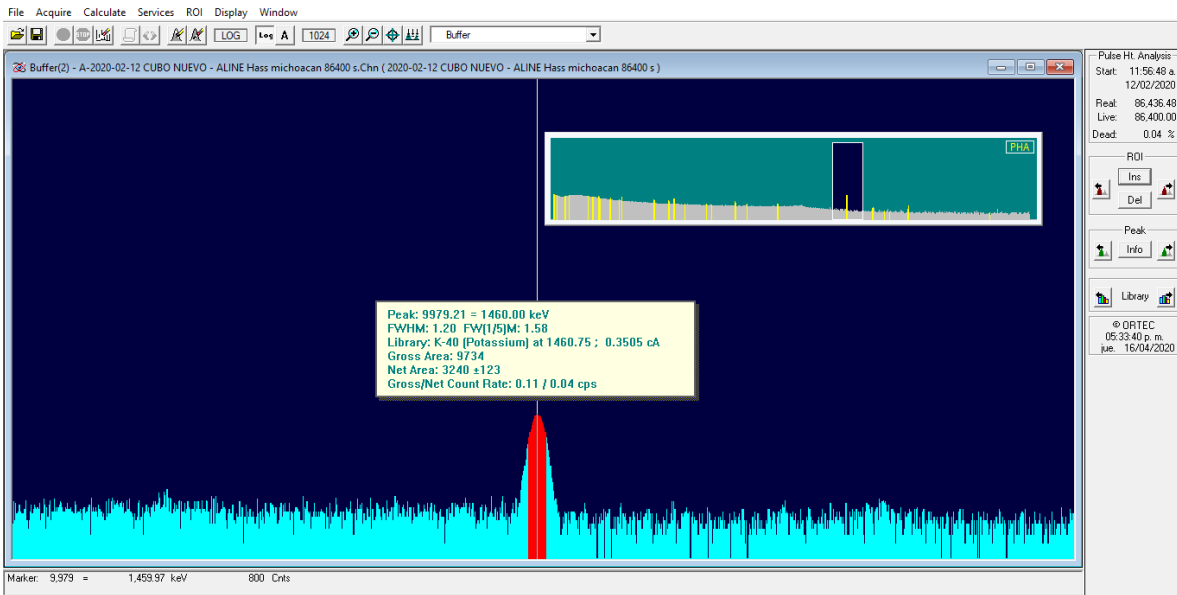 File Acquire Calculate Services ROI Display Window
LOG Log A 1024 Buffer
Buffer(2) - A-2020-02-12 CUBO NUEVO - ALINE Hass michoacan 86400 s.Chn ( 2020-02-12 CUBO NUEVO - ALINE Hass michoacan 86400 s )
PHA
Peak: 9979.21 = 1460.00 keV
FWHM: 1.20 FW(1/5)M: 1.58
Library: K-40 (Potassium) at 1460.75 ; 0.3505 cA
Gross Area: 9734
Net Area: 3240 ±123
Gross/Net Count Rate: 0.11 / 0.04 cps
Marker: 9,979 = 1,459.97 keV 800 Cnts
Pulse Ht. Analysis
Start: 11:56:48 a.
12/02/2020
Real: 86,436.48
Live: 86,400.00
Dead: 0.04 %
ROI
Ins
Del
Peak
Info
Library
© ORTEC
05:33:40 p. m.
jue. 16/04/2020